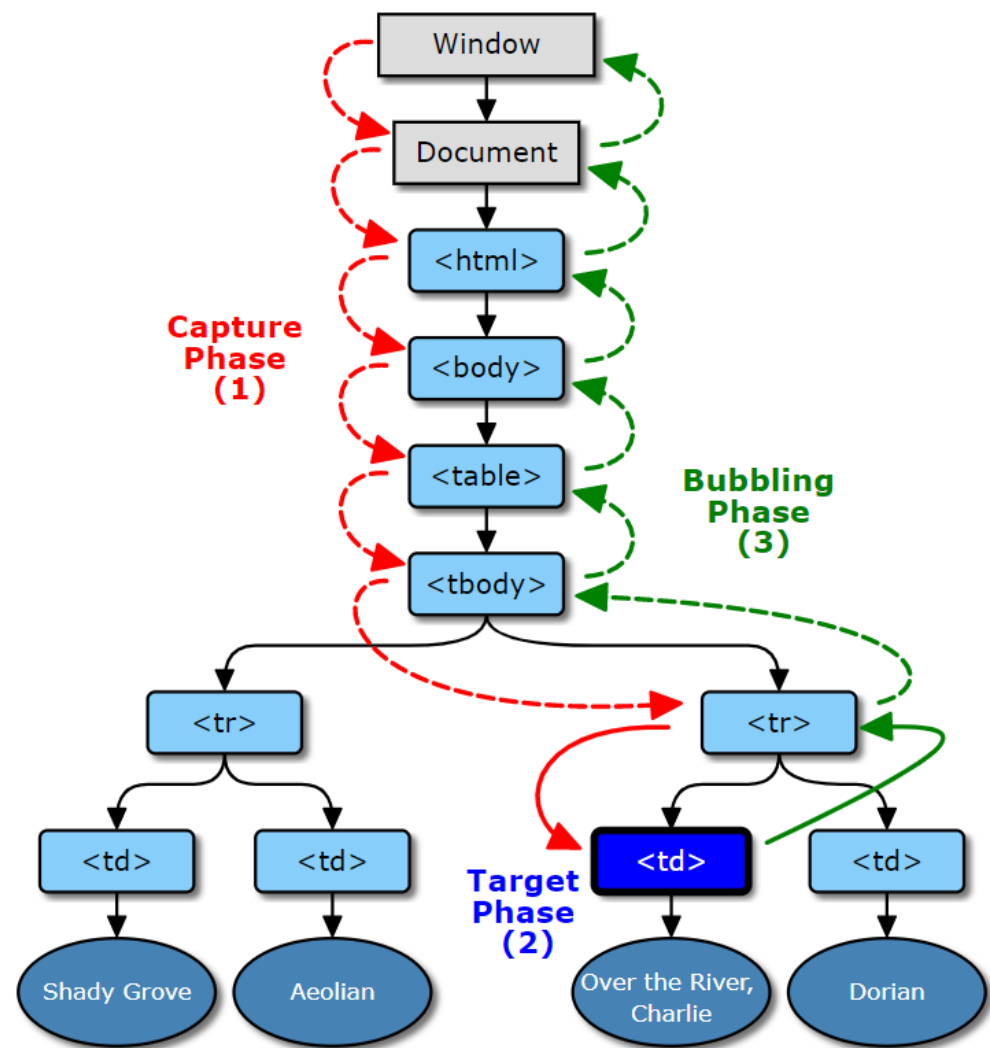 Window
Document
<html>
Capture
Phase
(1)
<body>
<table>
Bubbling
Phase
(3)
<tbody>
<tr>
<tr>
<td>
<td>
<td>
<td>
Target
Phase
(2)
Shady Grove
Aeolian
Over the River,
Charlie
Dorian